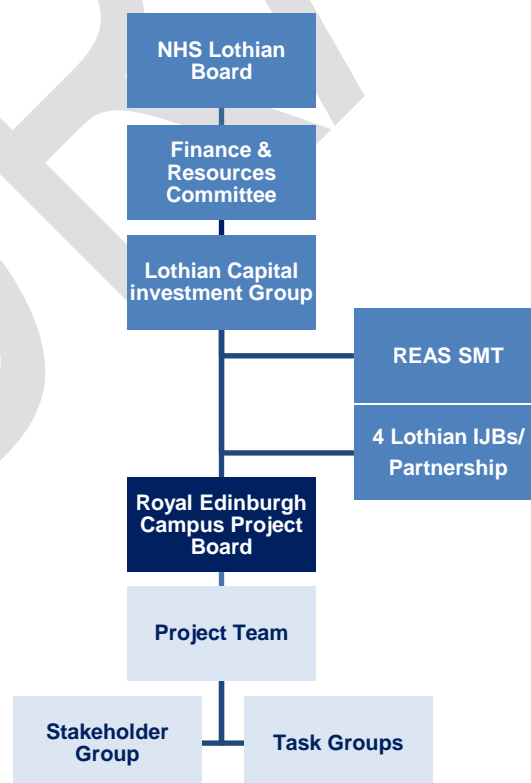 NHS Lothian
Board
Finance &
Resources
Committee
Lothian Capital
investment Group
REAS SMT
4 Lothian IJBs/
Partnership
Royal Edinburgh
Campus Project
Board
Project Team
Stakeholder
Group
Task Groups